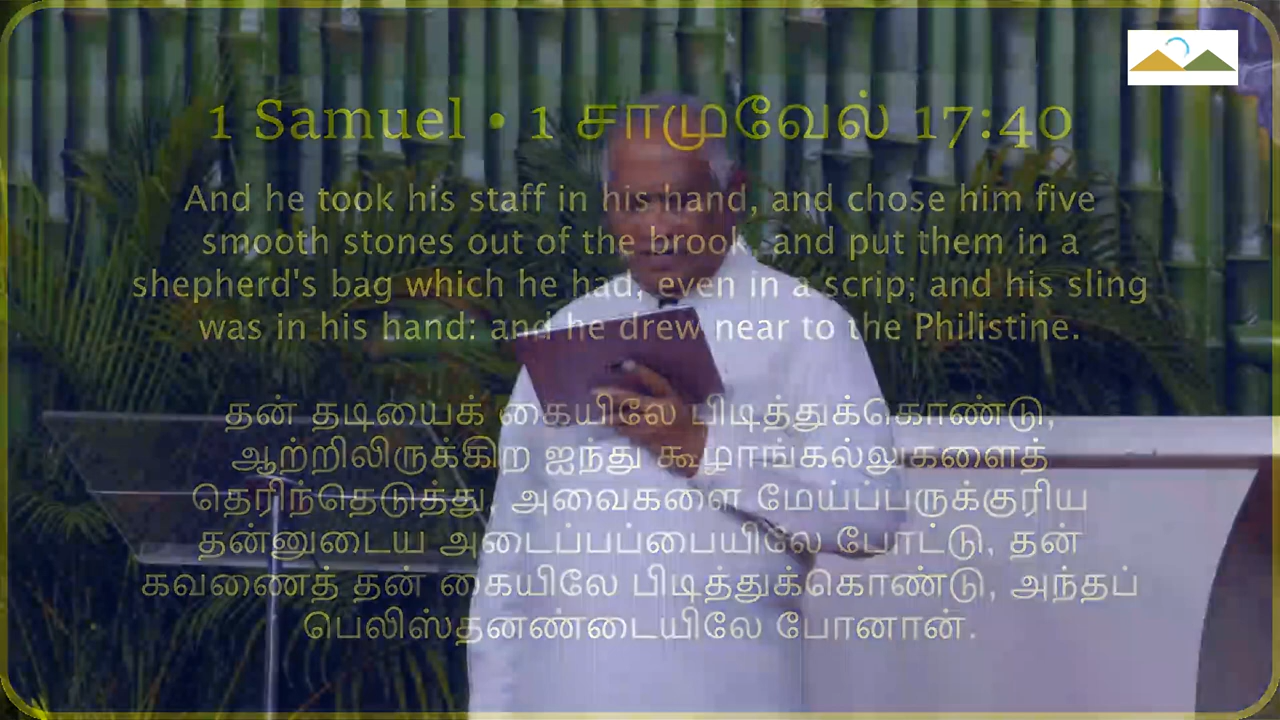 1 Samuel • 1 சாமுவேல் 17:40
And he took his staff in his hand, and chose him five
smooth stones out of the brook, and put them in a
shepherd's bag which he had, even in a scrip; and his sling
was in his hand: and he drew near to the Philistine.
தன் தடியைக் கையிலே பிடித்துக்கொண்டு,
ஆற்றிலிருக்கிற ஐந்து கூழாங்கல்லுகளைத்
தெரிந்தெடுத்து, அவைகளை மேய்ப்பருக்குரிய
தன்னுடைய அடைப்பப்பையிலே போட்டு, தன்
கவணைத் தன் கையிலே பிடித்துக்கொண்டு, அந்தப்
பெலிஸ்தனண்டையிலே போனான்.